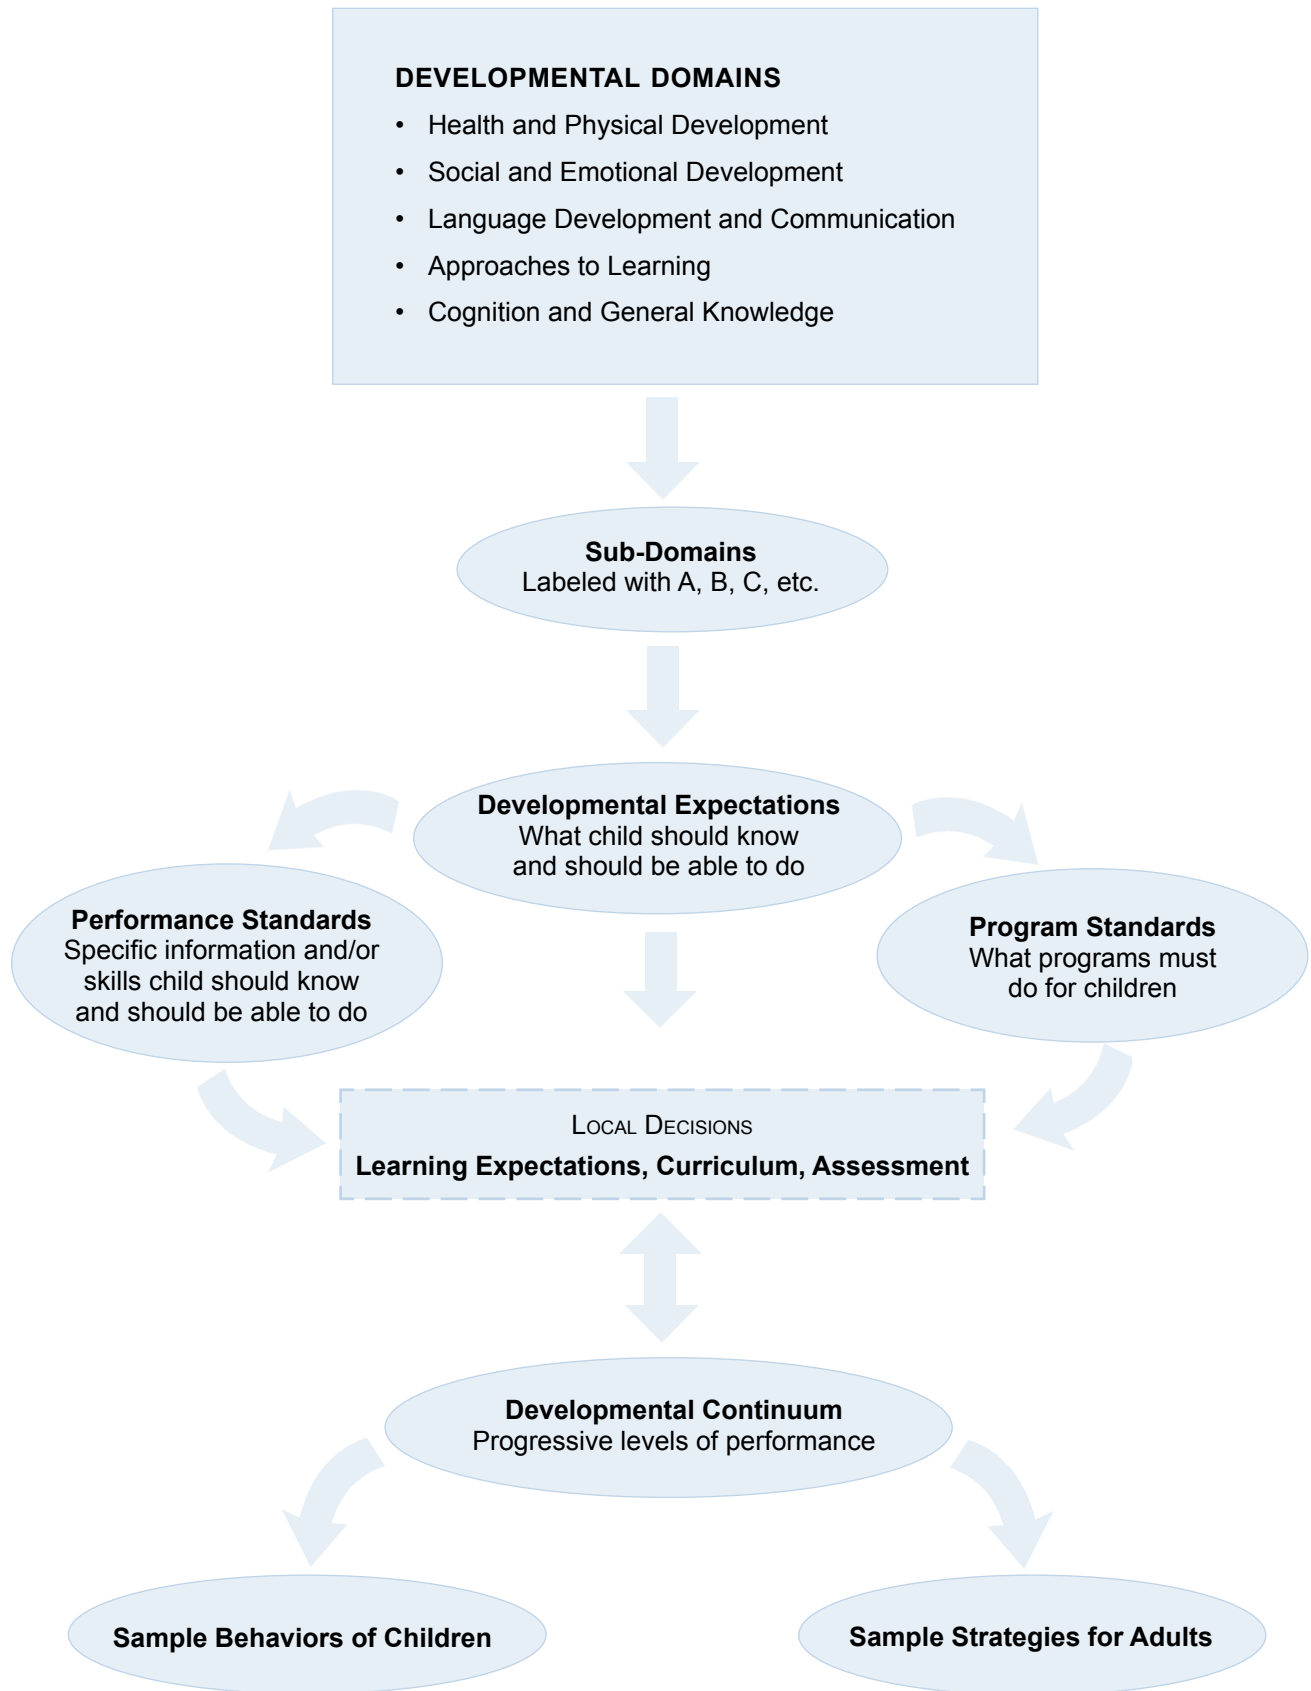 DEVELOPMENTAL DOMAINS
• Health and Physical Development
• Social and Emotional Development
• Language Development and Communication
• Approaches to Learning
• Cognition and General Knowledge
Sub-Domains
Labeled with A, B, C, etc.
Developmental Expectations
What child should know
and should be able to do
Performance Standards
Specific information and/or
skills child should know
and should be able to do
Program Standards
What programs must
do for children
Local Decisions
Learning Expectations, Curriculum, Assessment
Developmental Continuum
Progressive levels of performance
Sample Behaviors of Children
Sample Strategies for Adults